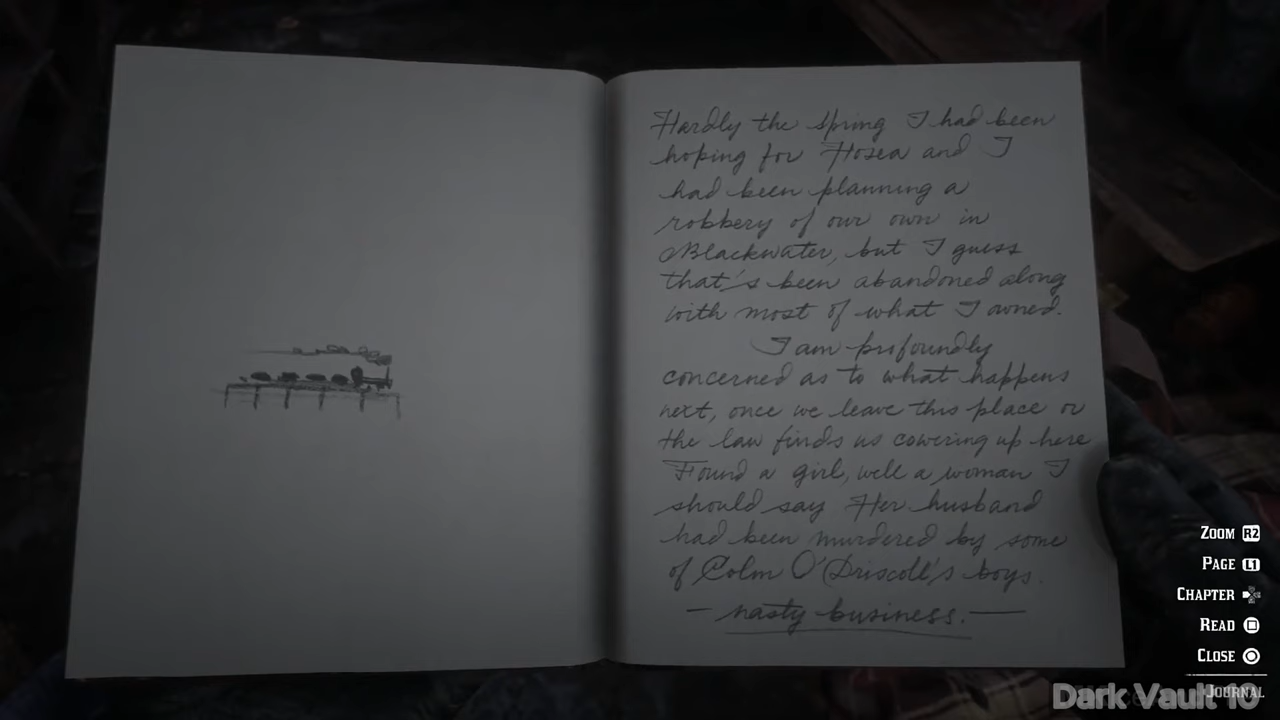 Hardly the spring I had been
hoping for Hosea and I
had been planning a
robbery of our own in
Blackwater, but I guess
that's been abandoned along
with most of what I owned.
I am profoundly
concerned as to what happens
next, once we leave this place or
the law finds us cowering up here
Found a girl, well a woman I
should say Her husband
had been murdered by some
of Colm O'Driscoll's boys.
— nasty business. —
ZOOM R2
PAGE L1
CHAPTER
READ
CLOSE
JOURNAL
Dark Vault 10